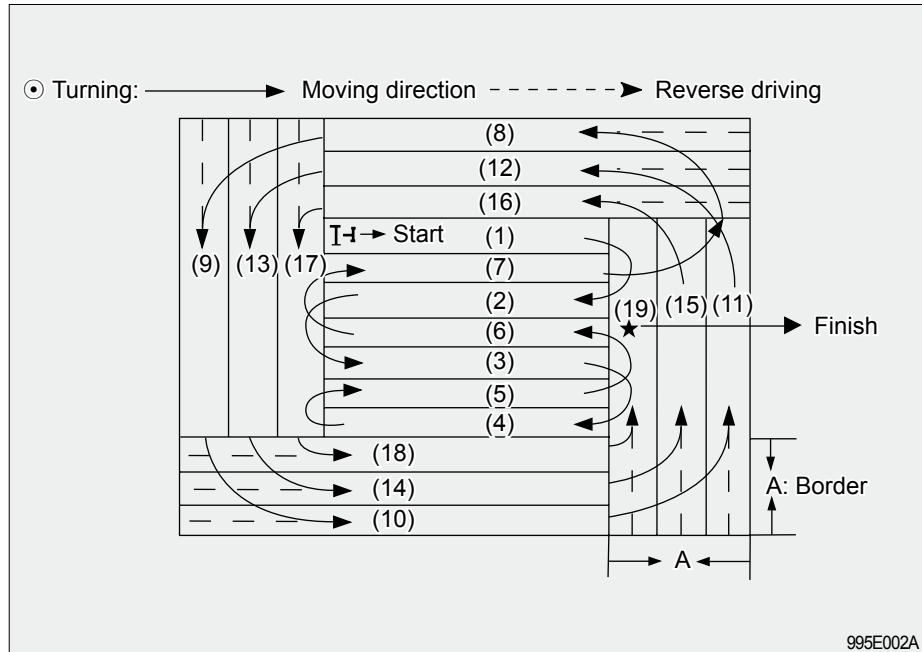 ⊙ Turning: Moving direction Reverse driving
(8)
(12)
(16)
Start (1)
(9) (13) (17)
(7)
(2)
(19) (15) (11)
(6)
Finish
(3)
(5)
(4)
(18)
(14)
A: Border
(10)
A
995E002A